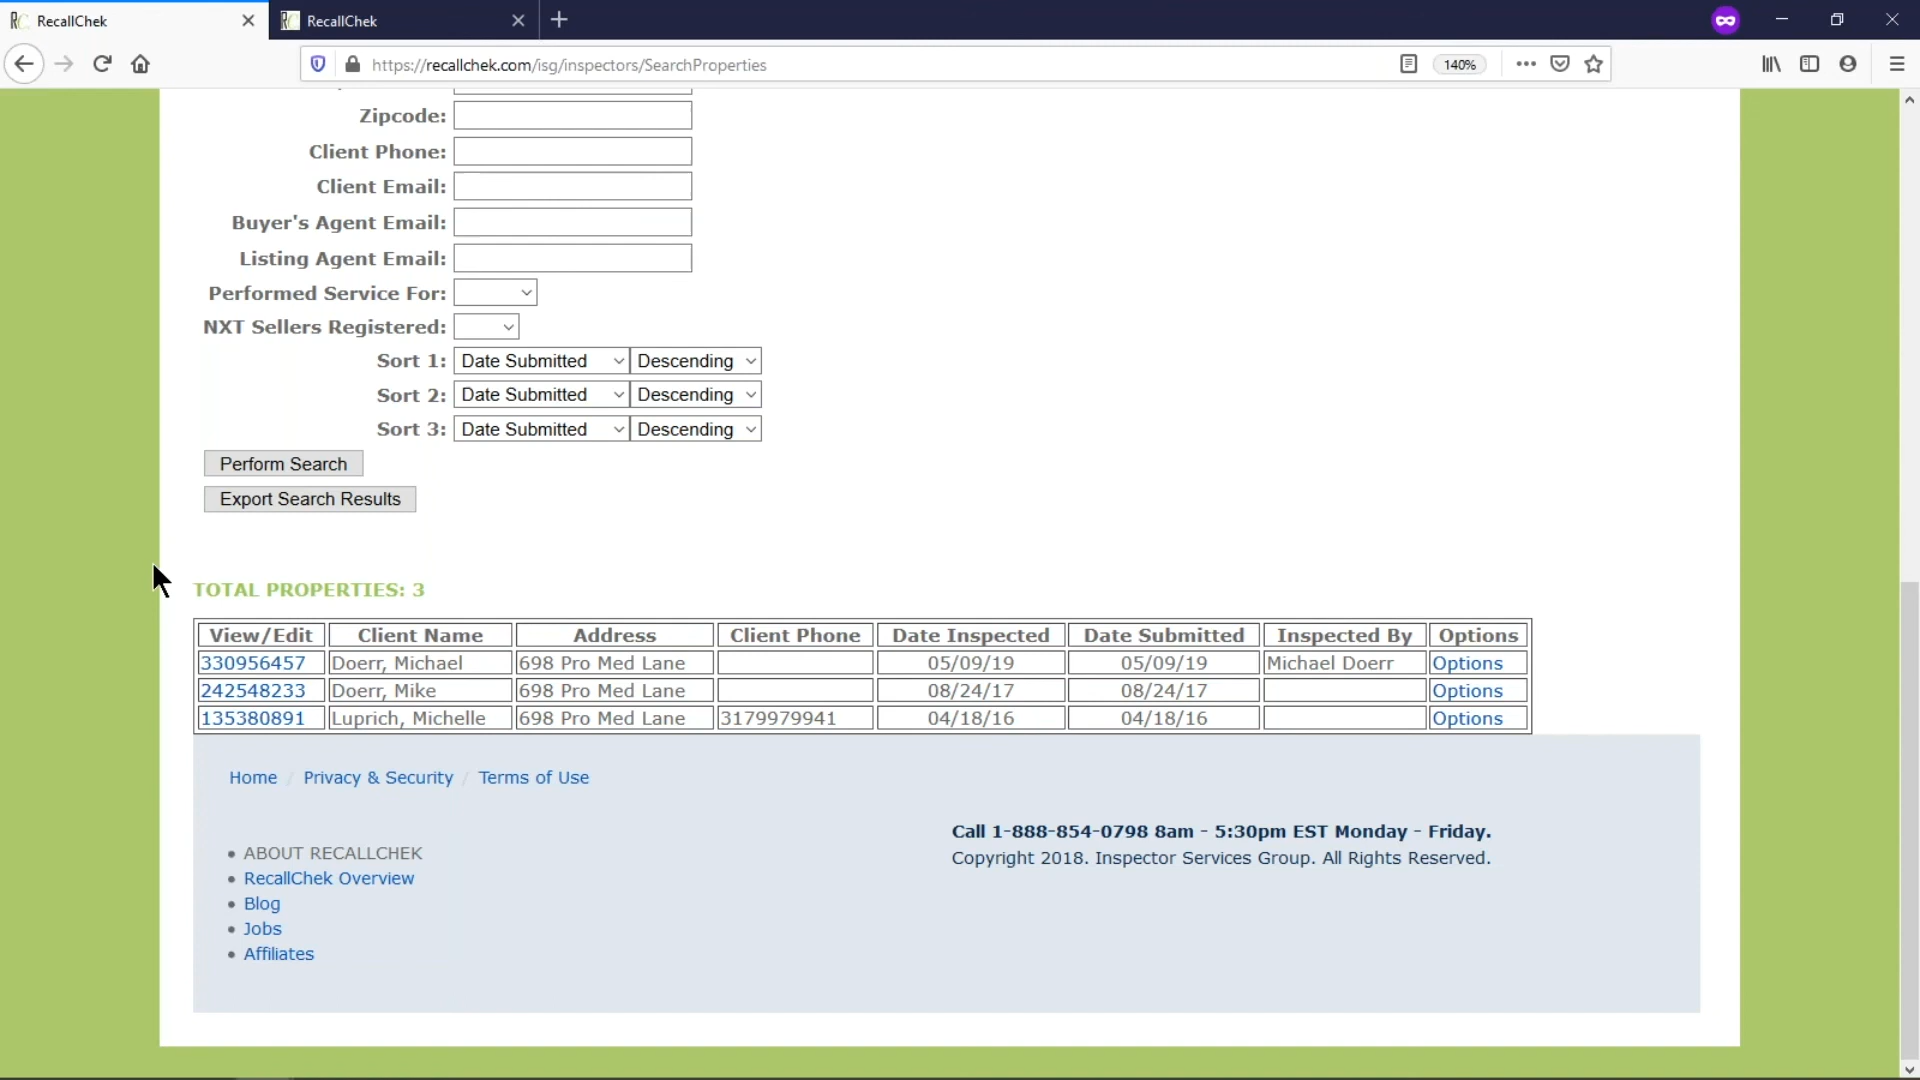 RecallChek
RecallChek
https://recallchek.com/isg/inspectors/SearchProperties
140%
Zipcode:
Client Phone:
Client Email:
Buyer's Agent Email:
Listing Agent Email:
Performed Service For:
NXT Sellers Registered:
Sort 1: Date Submitted Descending
Sort 2: Date Submitted Descending
Sort 3: Date Submitted Descending
Perform Search
Export Search Results
TOTAL PROPERTIES: 3
View/Edit Client Name Address Client Phone Date Inspected Date Submitted Inspected By Options
330956457 Doerr, Michael 698 Pro Med Lane 05/09/19 05/09/19 Michael Doerr Options
242548233 Doerr, Mike 698 Pro Med Lane 08/24/17 08/24/17 Options
135380891 Luprich, Michelle 698 Pro Med Lane 3179979941 04/18/16 04/18/16 Options
Home / Privacy & Security / Terms of Use
Call 1-888-854-0798 8am - 5:30pm EST Monday - Friday.
Copyright 2018. Inspector Services Group. All Rights Reserved.
• ABOUT RECALLCHEK
• RecallChek Overview
• Blog
• Jobs
• Affiliates